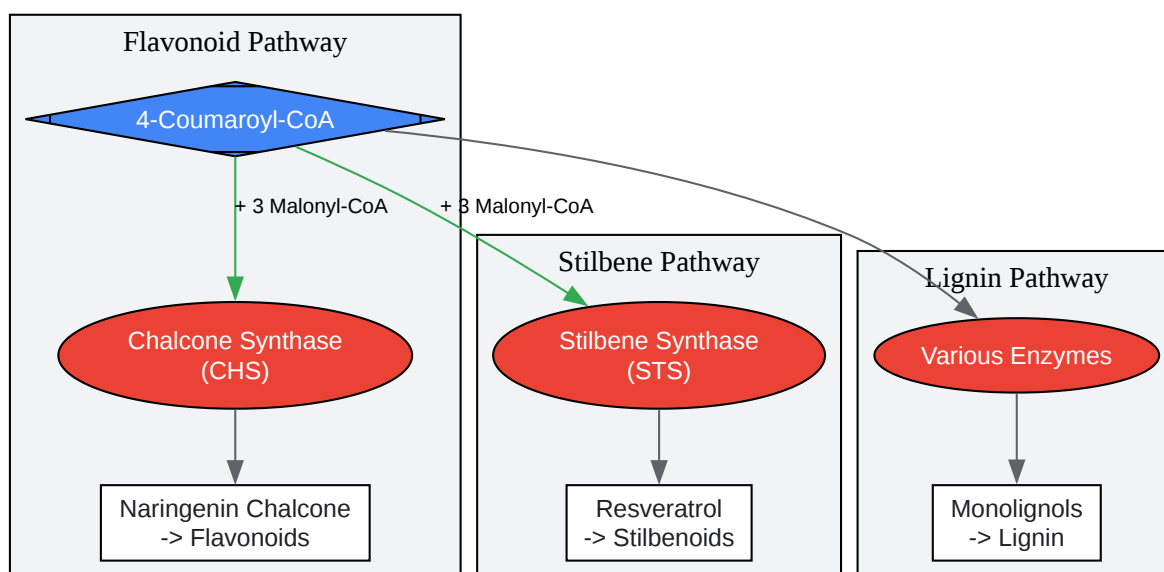 Flavonoid Pathway
4-Coumaroyl-CoA
+ 3 Malonyl-CoA
+ 3 Malonyl-CoA
Stilbene Pathway
Lignin Pathway
Chalcone Synthase
(CHS)
Stilbene Synthase
(STS)
Various Enzymes
Naringenin Chalcone
-> Flavonoids
Resveratrol
-> Stilbenoids
Monolignols
-> Lignin